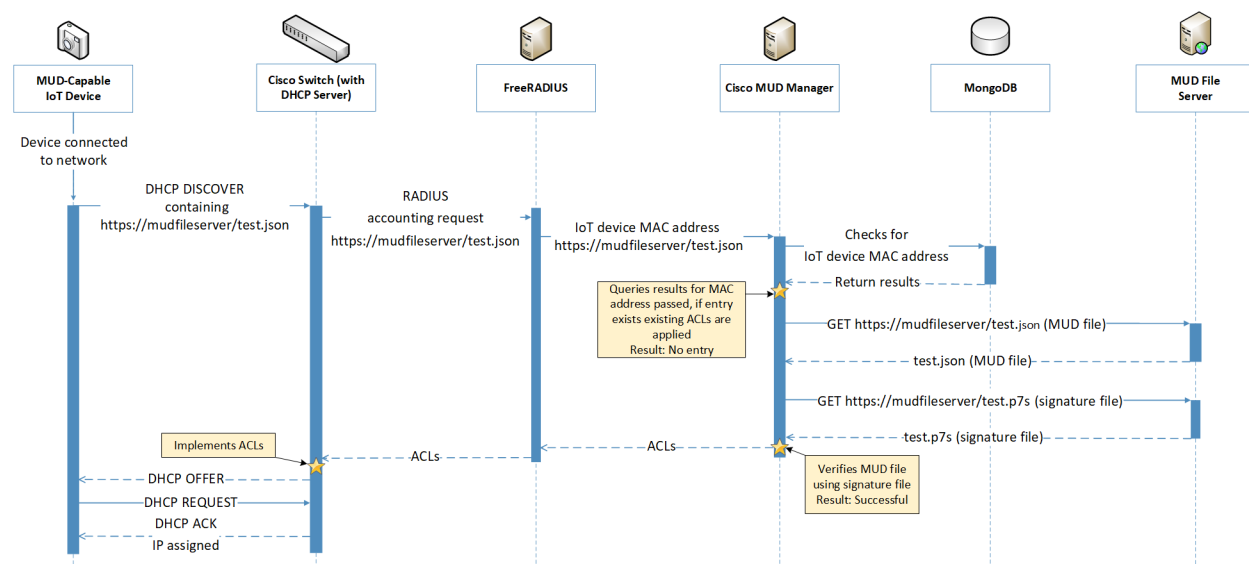 MUD-Capable
IoT Device
Cisco Switch (with
DHCP Server)
FreeRADIUS
Cisco MUD Manager
MongoDB
MUD File
Server
Device connected
to network
DHCP DISCOVER
containing
https://mudfileserver/test.json
RADIUS
accounting request
https://mudfileserver/test.json
IoT device MAC address
https://mudfileserver/test.json
Checks for
IoT device MAC address
Return results
Queries results for MAC
address passed, if entry
exists existing ACLs are
applied
Result: No entry
GET https://mudfileserver/test.json (MUD file)
test.json (MUD file)
GET https://mudfileserver/test.p7s (signature file)
test.p7s (signature file)
ACLs
Verifies MUD file
using signature file
Result: Successful
ACLs
Implements ACLs
DHCP OFFER
DHCP REQUEST
DHCP ACK
IP assigned